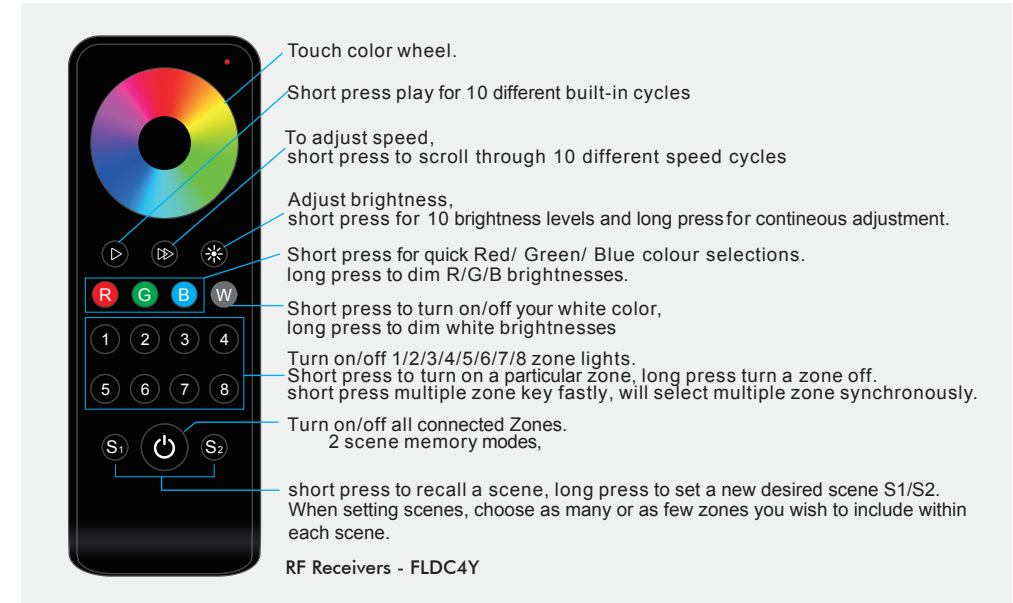 Touch color wheel.
Short press play for 10 different built-in cycles
To adjust speed,
short press to scroll through 10 different speed cycles
Adjust brightness,
short press for 10 brightness levels and long press for contineous adjustment.
Short press for quick Red/ Green/ Blue colour selections.
long press to dim R/G/B brightnesses.
R G B W
Short press to turn on/off your white color,
long press to dim white brightnesses
1 2 3 4
Turn on/off 1/2/3/4/5/6/7/8 zone lights.
Short press to turn on a particular zone, long press turn a zone off.
short press multiple zone key fastly, will select multiple zone synchronously.
5 6 7 8
Turn on/off all connected Zones.
2 scene memory modes,
S1 S2
short press to recall a scene, long press to set a new desired scene S1/S2.
When setting scenes, choose as many or as few zones you wish to include within
each scene.
RF Receivers - FLDC4Y